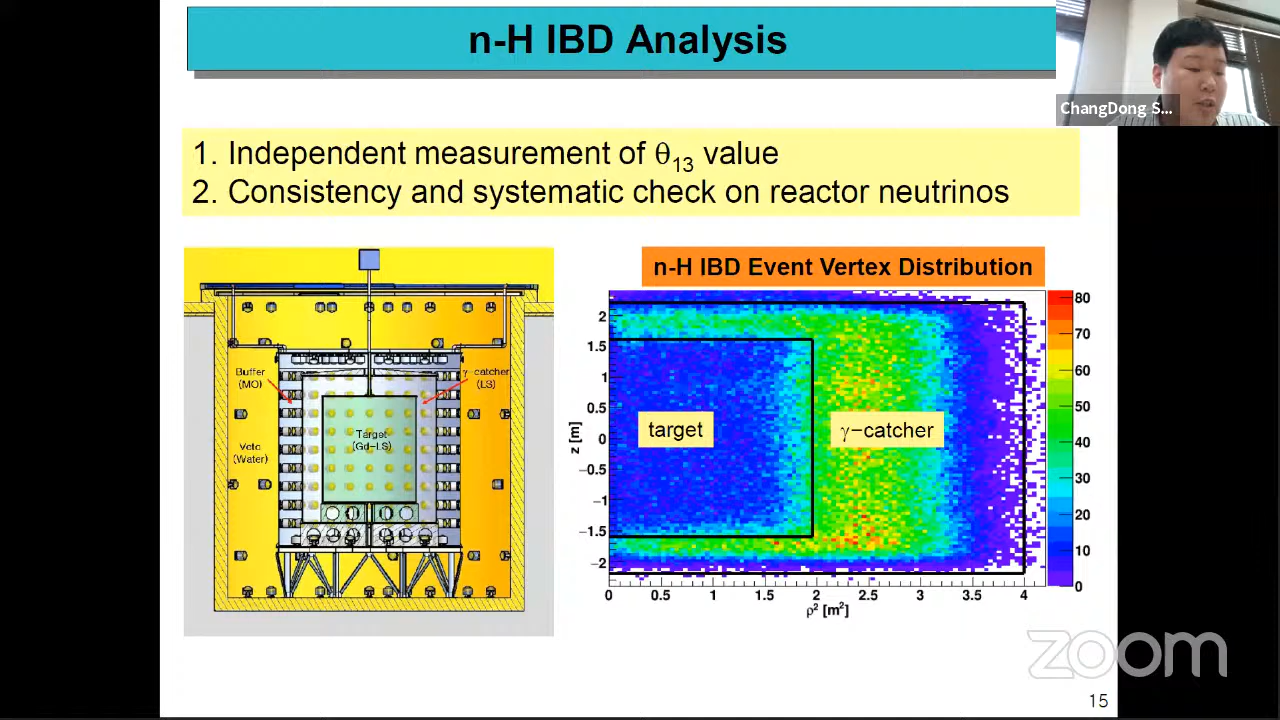 n-H IBD Analysis
ChangDong S...
1. Independent measurement of θ13 value
2. Consistency and systematic check on reactor neutrinos
Buffer
(MO)
γ-catcher
(LS)
Target
(Gd-LS)
Veto
(Water)
n-H IBD Event Vertex Distribution
target
γ-catcher
z [m]
2
1.5
1
0.5
0
−0.5
−1
−1.5
−2
0 0.5 1 1.5 2 2.5 3 3.5 4
ρ² [m²]
80
70
60
50
40
30
20
10
0
zoom
15